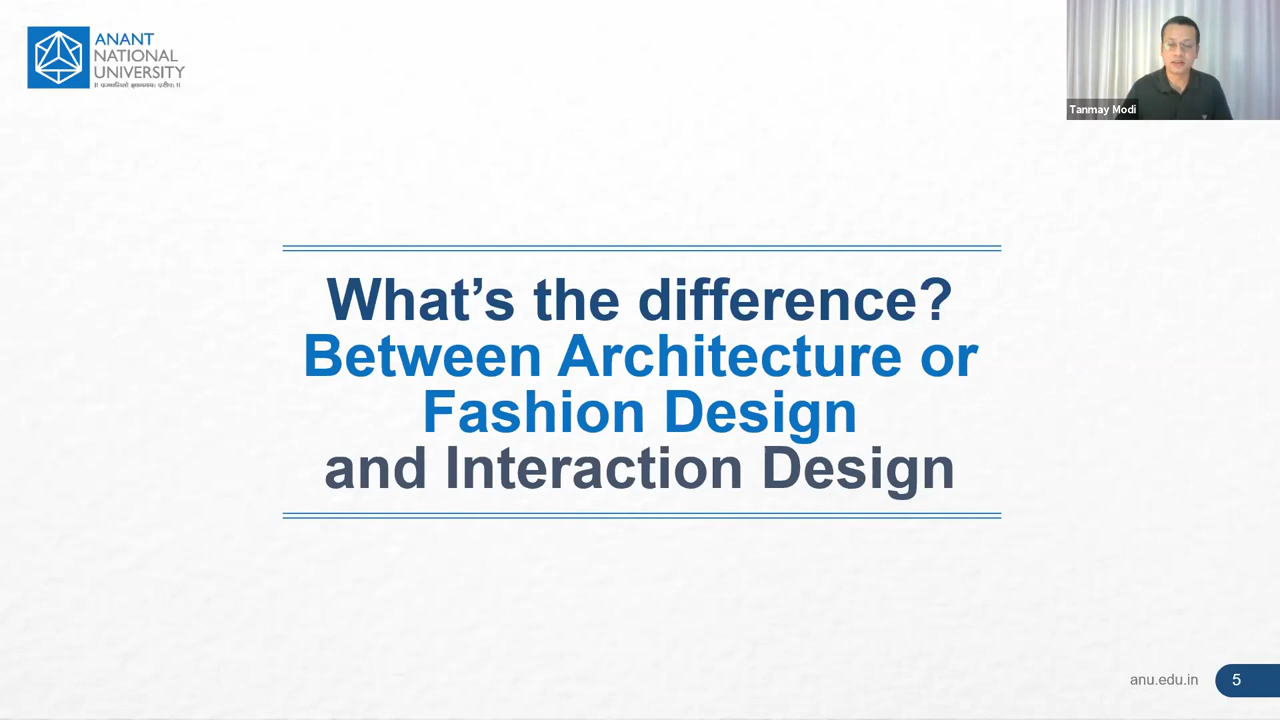 ANANT
NATIONAL
UNIVERSITY
Tanmay Modi
What's the difference?
Between Architecture or
Fashion Design
and Interaction Design
anu.edu.in
5